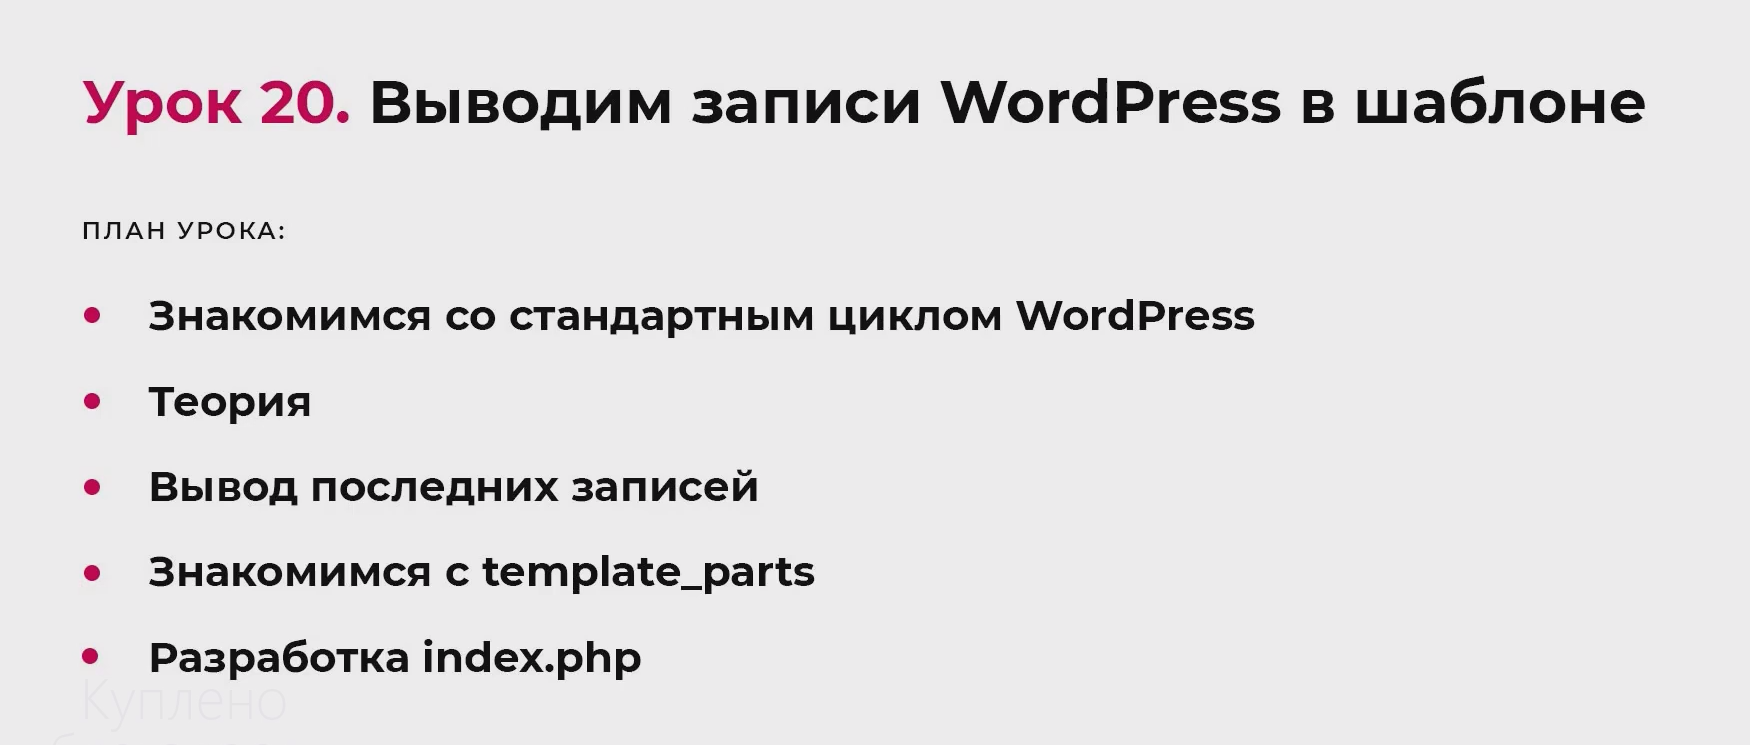 Урок 20. Выводим записи WordPress в шаблоне
ПЛАН УРОКА:
• Знакомимся со стандартным циклом WordPress
• Теория
• Вывод последних записей
• Знакомимся с template_parts
• Разработка index.php
Куплено